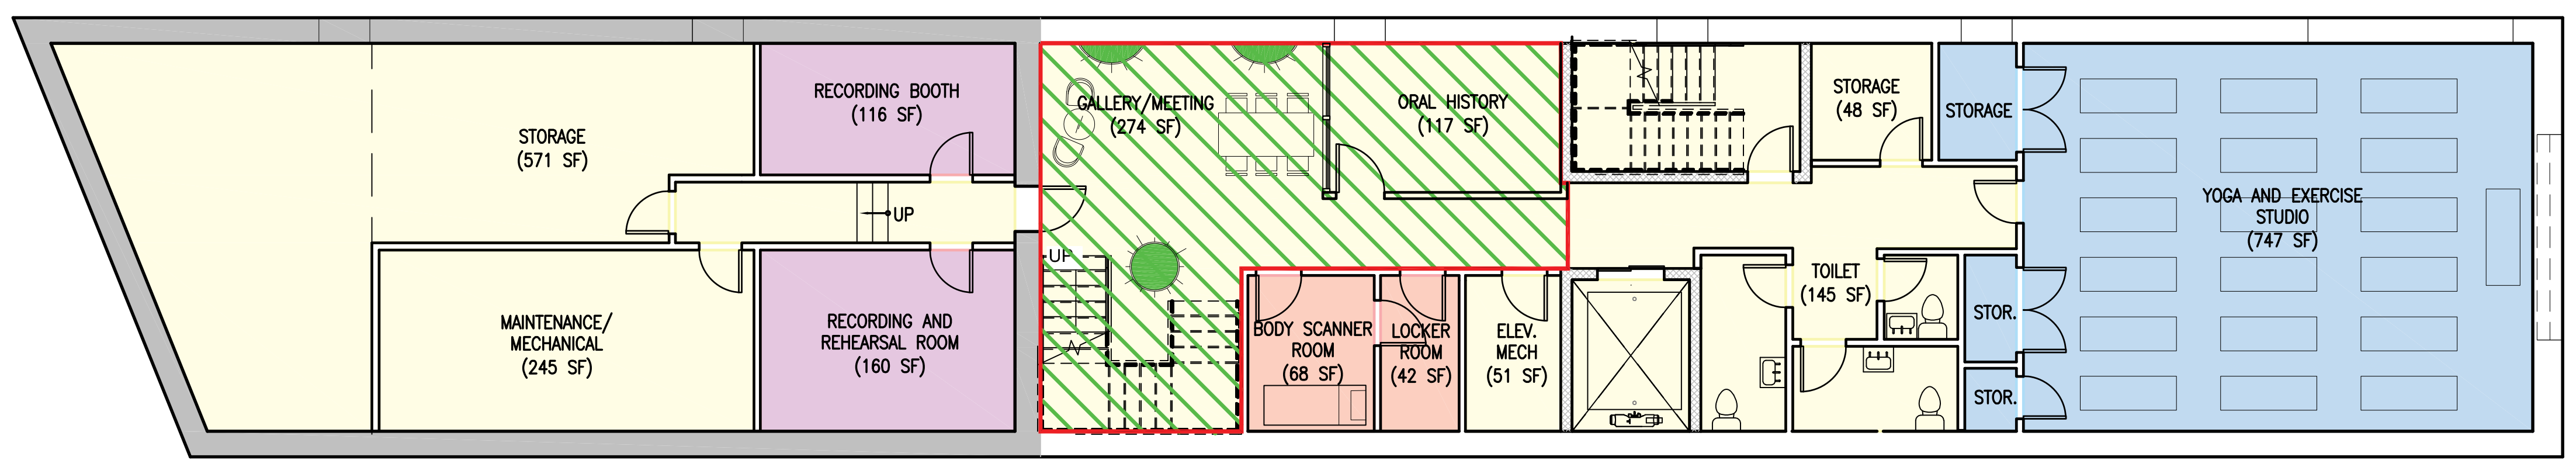 STORAGE
(571 SF)
RECORDING BOOTH
(116 SF)
UP
MAINTENANCE/
MECHANICAL
(245 SF)
RECORDING AND
REHEARSAL ROOM
(160 SF)
GALLERY/MEETING
(274 SF)
ORAL HISTORY
(117 SF)
UP
BODY SCANNER
ROOM
(68 SF)
LOCKER
ROOM
(42 SF)
ELEV.
MECH
(51 SF)
STORAGE
(48 SF)
STORAGE
TOILET
(145 SF)
STOR.
STOR.
YOGA AND EXERCISE
STUDIO
(747 SF)